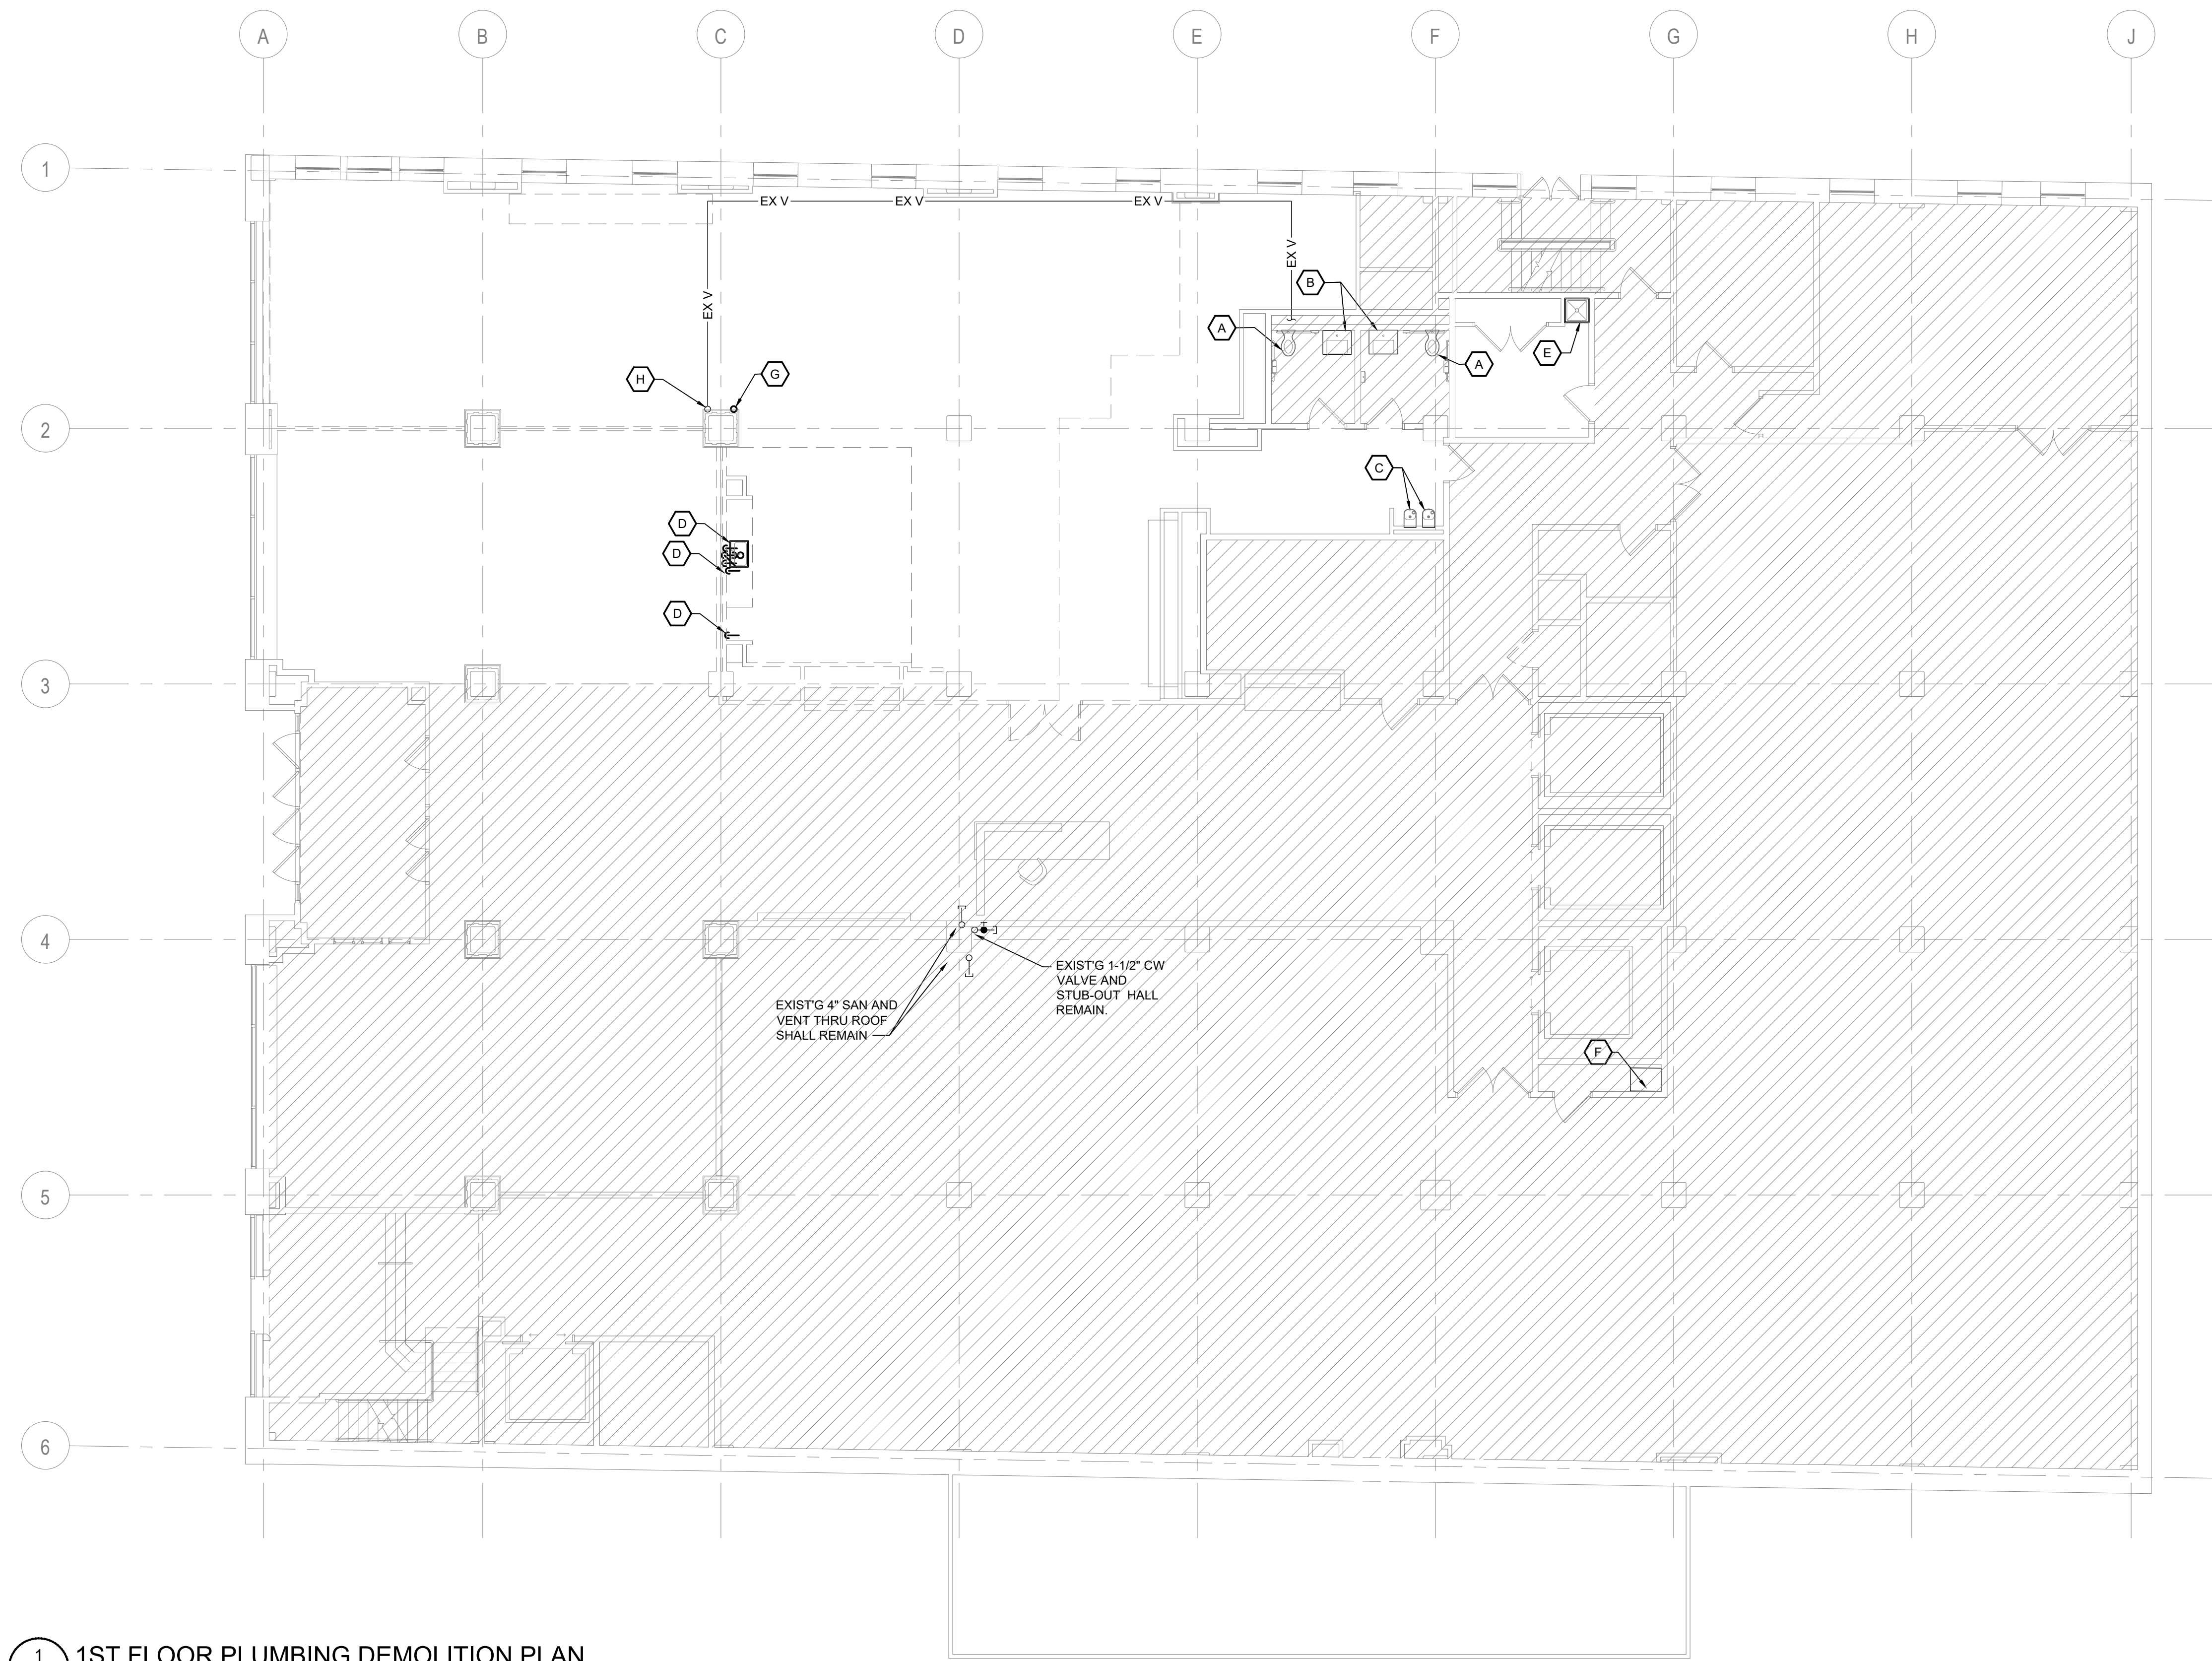 A B C D E F G H J
1
EX V EX V EX V
EX V
EX V
B
A
A
E
H
G
2
C
D
D
D
3
4
EXIST'G 1-1/2" CW
VALVE AND
STUB-OUT HALL
REMAIN.
EXIST'G 4" SAN AND
VENT THRU ROOF
SHALL REMAIN
F
5
6
1
1ST FLOOR PLUMBING DEMOLITION PLAN